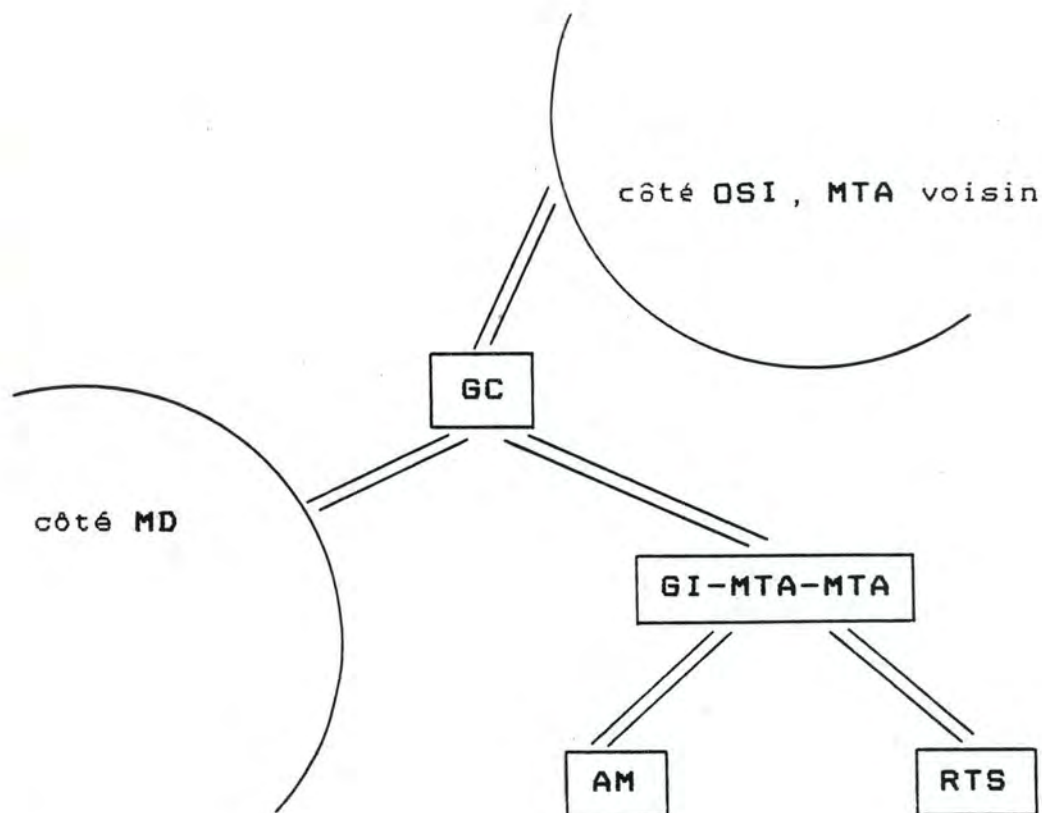 côté OSI, MTA voisin
GC
côté MD
GI-MTA-MTA
AM
RTS